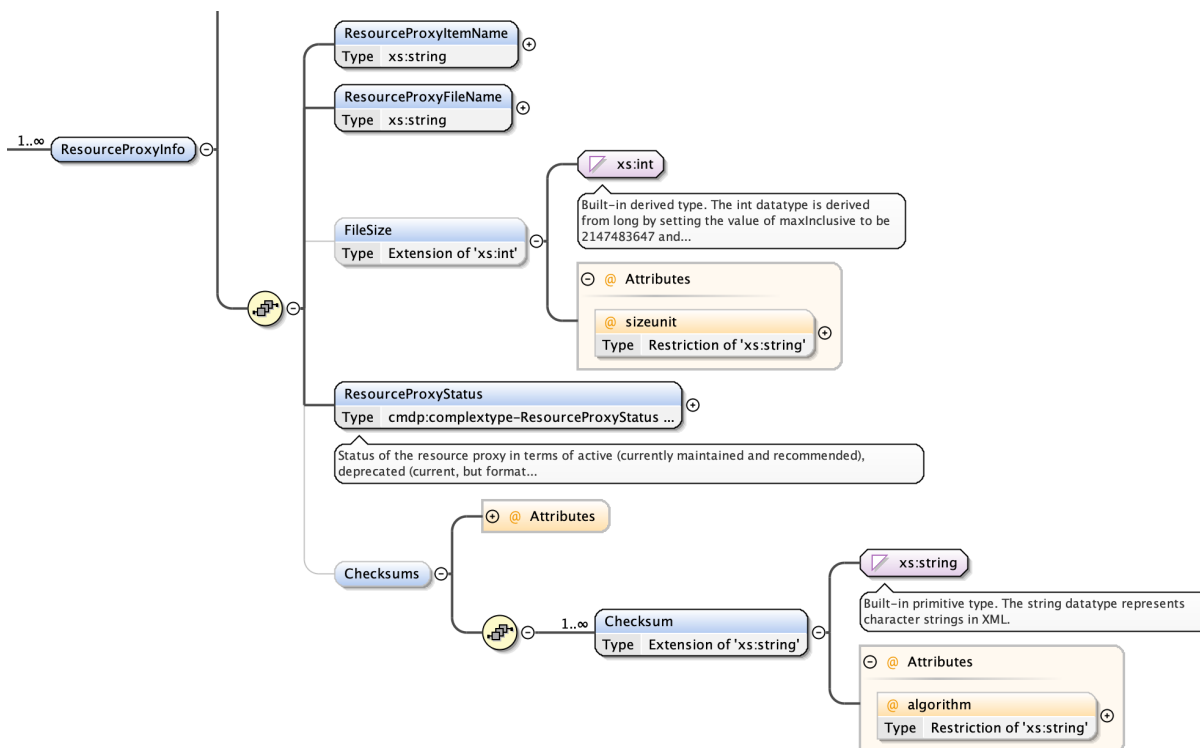 ResourceProxyItemName
Type xs:string
ResourceProxyFileName
Type xs:string
1..∞
ResourceProxyInfo
xs:int
Built-in derived type. The int datatype is derived
from long by setting the value of maxInclusive to be
2147483647 and...
FileSize
Type Extension of 'xs:int'
@ Attributes
@ sizeunit
Type Restriction of 'xs:string'
ResourceProxyStatus
Type cmdp:complextype-ResourceProxyStatus ...
Status of the resource proxy in terms of active (currently maintained and recommended),
deprecated (current, but format...
@ Attributes
Checksums
1..∞
Checksum
Type Extension of 'xs:string'
xs:string
Built-in primitive type. The string datatype represents
character strings in XML.
@ Attributes
@ algorithm
Type Restriction of 'xs:string'